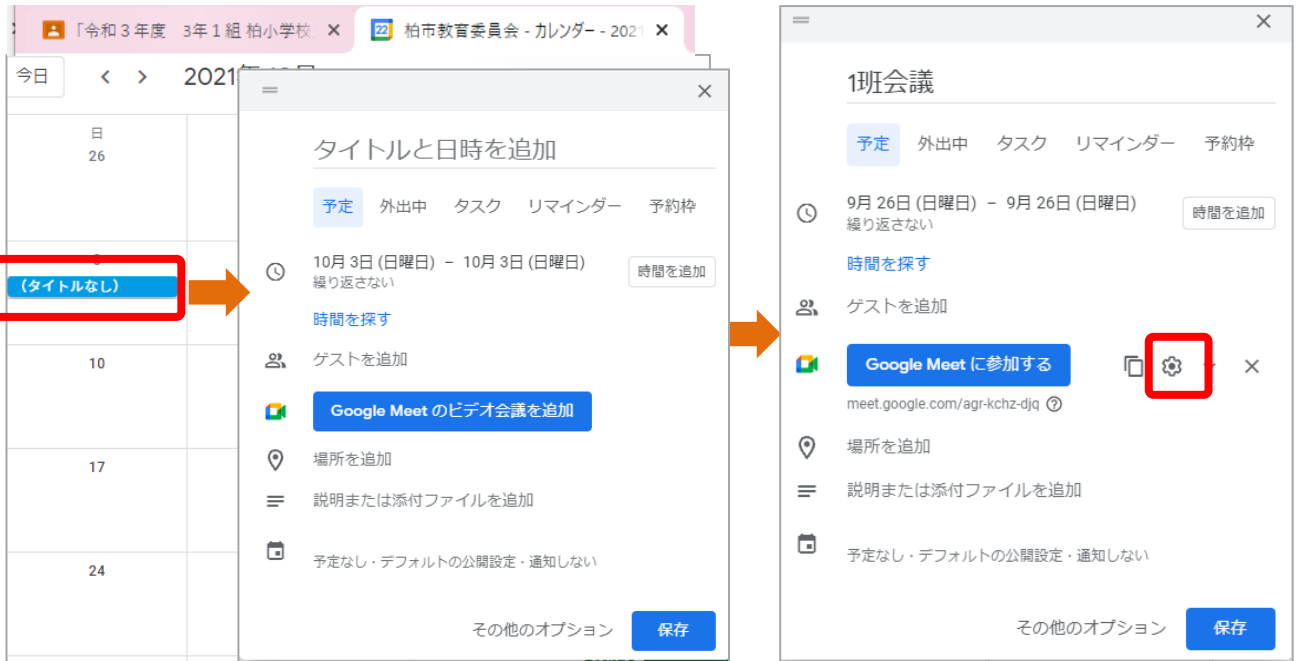 「令和３年度 3年１組 柏小学校
柏市教育委員会 - カレンダー - 2021
今日
2021年
日
26
(タイトルなし)
10
17
24
タイトルと日時を追加
予定 外出中 タスク リマインダー 予約枠
10月 3日 (日曜日) – 10月 3日 (日曜日)
時間を追加
繰り返さない
時間を探す
ゲストを追加
Google Meet のビデオ会議を追加
場所を追加
説明または添付ファイルを追加
予定なし・デフォルトの公開設定・通知しない
その他のオプション 保存
1班会議
予定 外出中 タスク リマインダー 予約枠
9月 26日 (日曜日) – 9月 26日 (日曜日)
時間を追加
繰り返さない
時間を探す
ゲストを追加
Google Meet に参加する
meet.google.com/agr-kchz-djq
場所を追加
説明または添付ファイルを追加
予定なし・デフォルトの公開設定・通知しない
その他のオプション 保存